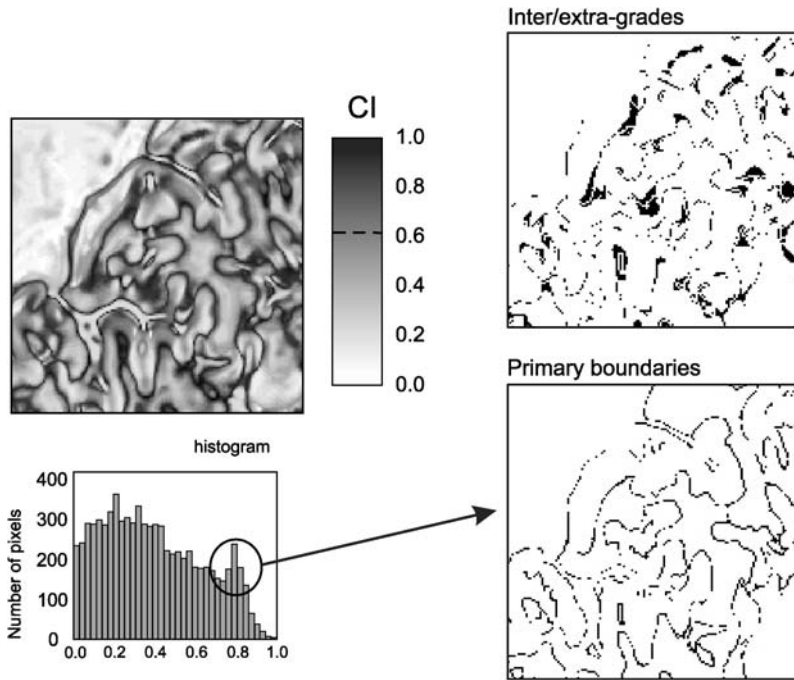 Inter/extra-grades
CI
1.0
0.8
0.6
0.4
0.2
0.0
Primary boundaries
histogram
Number of pixels
400
300
200
100
0
0.0 0.2 0.4 0.6 0.8 1.0